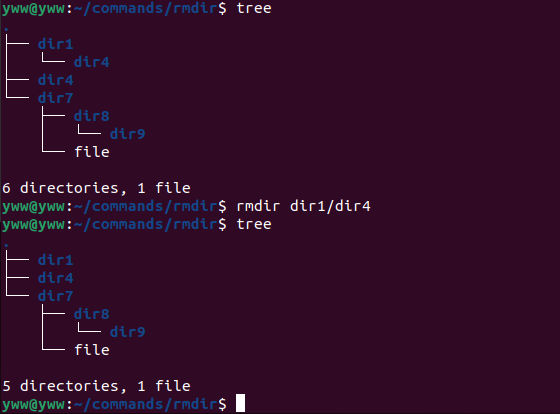 yww@yww:~/commands/rmdir$ tree
.
├── dir1
│   └── dir4
├── dir4
└── dir7
    ├── dir8
    │   └── dir9
    └── file
6 directories, 1 file
yww@yww:~/commands/rmdir$ rmdir dir1/dir4
yww@yww:~/commands/rmdir$ tree
.
├── dir1
├── dir4
└── dir7
    ├── dir8
    │   └── dir9
    └── file
5 directories, 1 file
yww@yww:~/commands/rmdir$